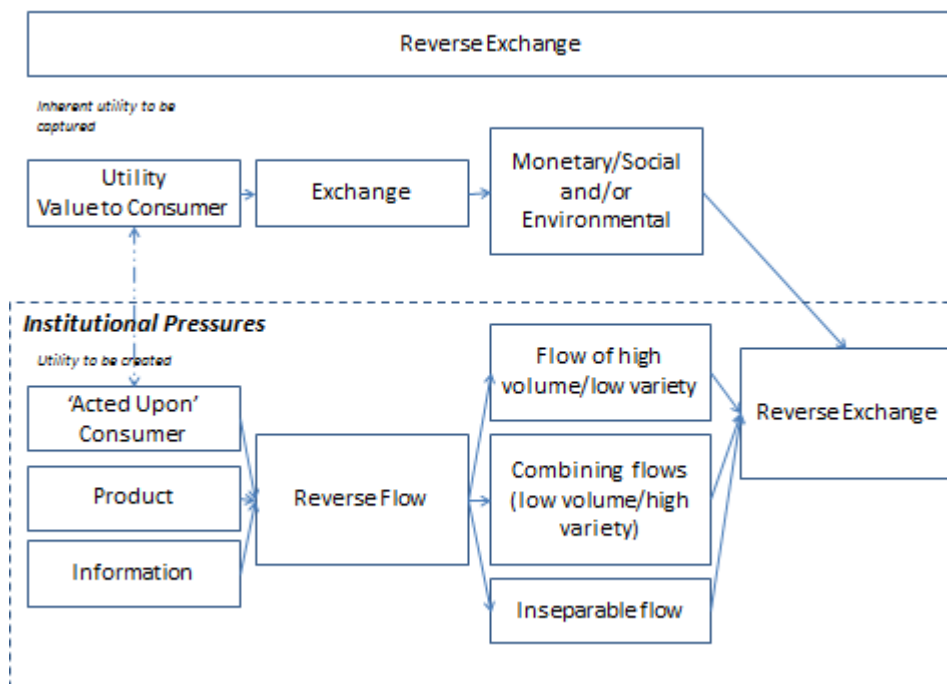 Reverse Exchange
Inherent utility to be
captured
Utility
Value to Consumer
Exchange
Monetary/Social
and/or
Environmental
Institutional Pressures
Utility to be created
'Acted Upon'
Consumer
Product
Information
Reverse Flow
Flow of high
volume/low variety
Combining flows
(low volume/high
variety)
Inseparable flow
Reverse Exchange